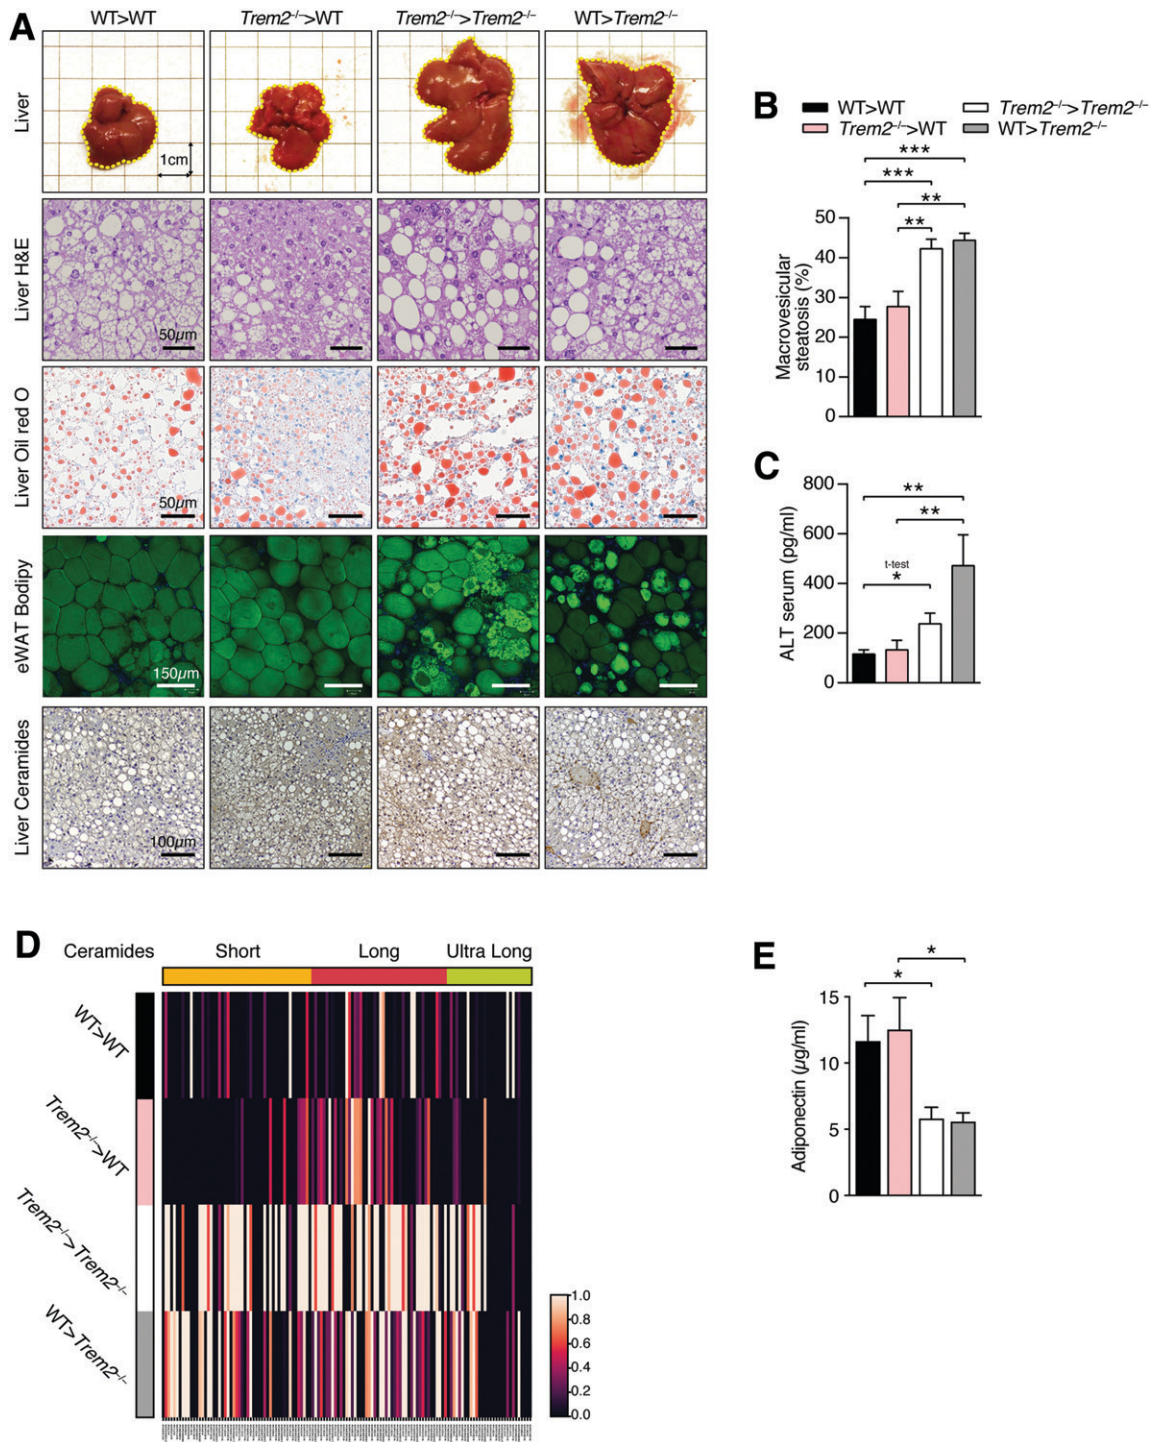 A
WT>WT
Trem2⁻/⁻>WT
Trem2⁻/⁻>Trem2⁻/⁻
WT>Trem2⁻/⁻
Liver
1cm
Liver H&E
50µm
Liver Oil red O
50µm
eWAT Bodipy
150µm
Liver Ceramides
100µm
B
WT>WT
Trem2⁻/⁻>Trem2⁻/⁻
Trem2⁻/⁻>WT
WT>Trem2⁻/⁻
***
***
**
**
Macrovesicular
steatosis (%)
50
40
30
20
10
0
C
ALT serum (pg/ml)
800
600
400
200
0
**
**
t-test
*
D
Ceramides
Short
Long
Ultra Long
WT>WT
Trem2⁻/⁻>WT
Trem2⁻/⁻>Trem2⁻/⁻
WT>Trem2⁻/⁻
1.0
0.8
0.6
0.4
0.2
0.0
E
*
*
Adiponectin (µg/ml)
15
10
5
0